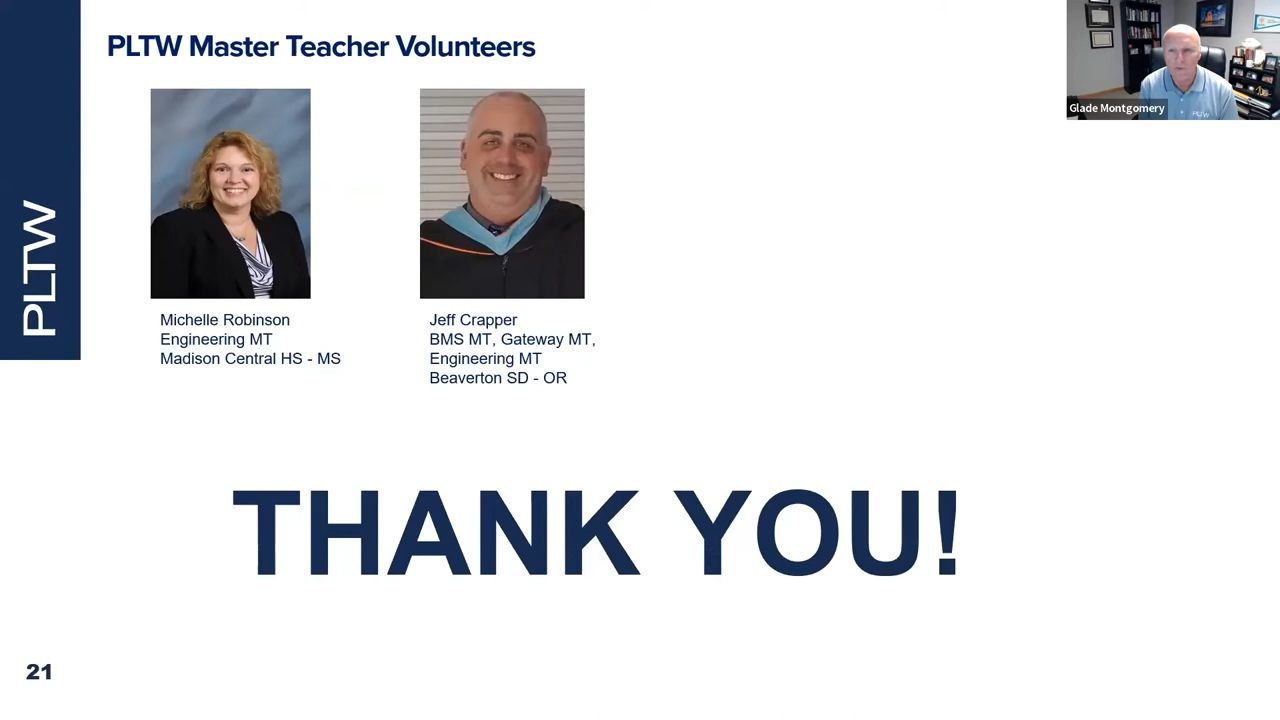 PLTW Master Teacher Volunteers
Glade Montgomery
PLTW
PLTW
Michelle Robinson
Engineering MT
Madison Central HS - MS
Jeff Crapper
BMS MT, Gateway MT,
Engineering MT
Beaverton SD - OR
THANK YOU!
21